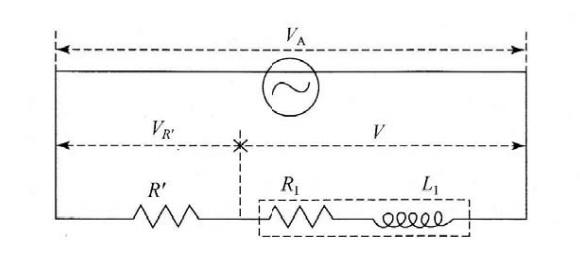 V_A
V_R' V
R' R_1 L_1